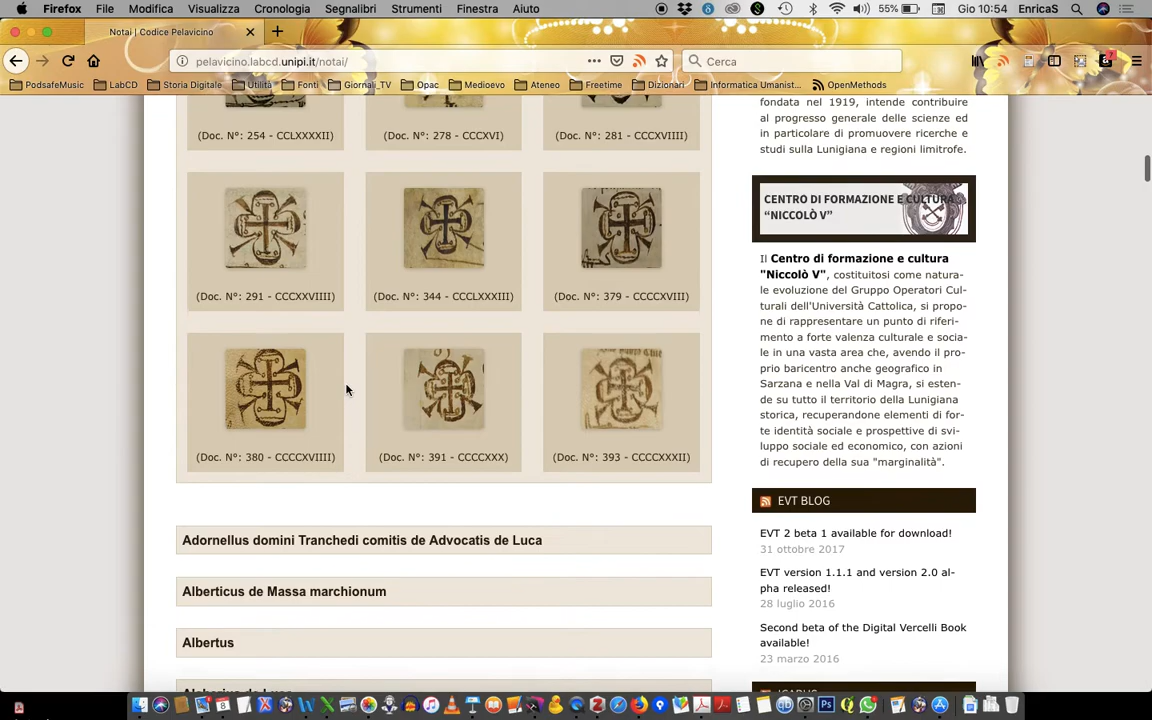 Firefox File Modifica Visualizza Cronologia Segnalibri Strumenti Finestra Aiuto 55% Gio 10:54 EnricaS
Notai | Codice Pelavicino
pelavicino.labcd.unipi.it/notai/
Cerca
PodsafeMusic LabCD Storia Digitale Utilità Fonti Giornali_TV Opac Medioevo Ateneo Freetime Dizionari Informatica Umanist... OpenMethods
(Doc. N°: 254 - CCLXXXXII) (Doc. N°: 278 - CCCXVI) (Doc. N°: 281 - CCCXVIIII)
(Doc. N°: 291 - CCCXXVIIII) (Doc. N°: 344 - CCCLXXXIII) (Doc. N°: 379 - CCCCXVIII)
(Doc. N°: 380 - CCCCXVIIII) (Doc. N°: 391 - CCCCXXX) (Doc. N°: 393 - CCCCXXXII)
Adornellus domini Tranchedi comitis de Advocatis de Luca
Alberticus de Massa marchionum
Albertus
fondata nel 1919, intende contribuire
al progresso generale delle scienze ed
in particolare di promuovere ricerche e
studi sulla Lunigiana e regioni limitrofe.
CENTRO DI FORMAZIONE E CULTURA
“NICCOLÒ V”
Il Centro di formazione e cultura
"Niccolò V", costituitosi come natura-
le evoluzione del Gruppo Operatori Cul-
turali dell'Università Cattolica, si propo-
ne di rappresentare un punto di riferi-
mento a forte valenza culturale e socia-
le in una vasta area che, avendo il pro-
prio baricentro anche geografico in
Sarzana e nella Val di Magra, si esten-
de su tutto il territorio della Lunigiana
storica, recuperandone elementi di for-
te identità sociale e prospettive di svi-
luppo sociale ed economico, con azioni
di recupero della sua "marginalità".
EVT BLOG
EVT 2 beta 1 available for download!
31 ottobre 2017
EVT version 1.1.1 and version 2.0 al-
pha released!
28 luglio 2016
Second beta of the Digital Vercelli Book
available!
23 marzo 2016